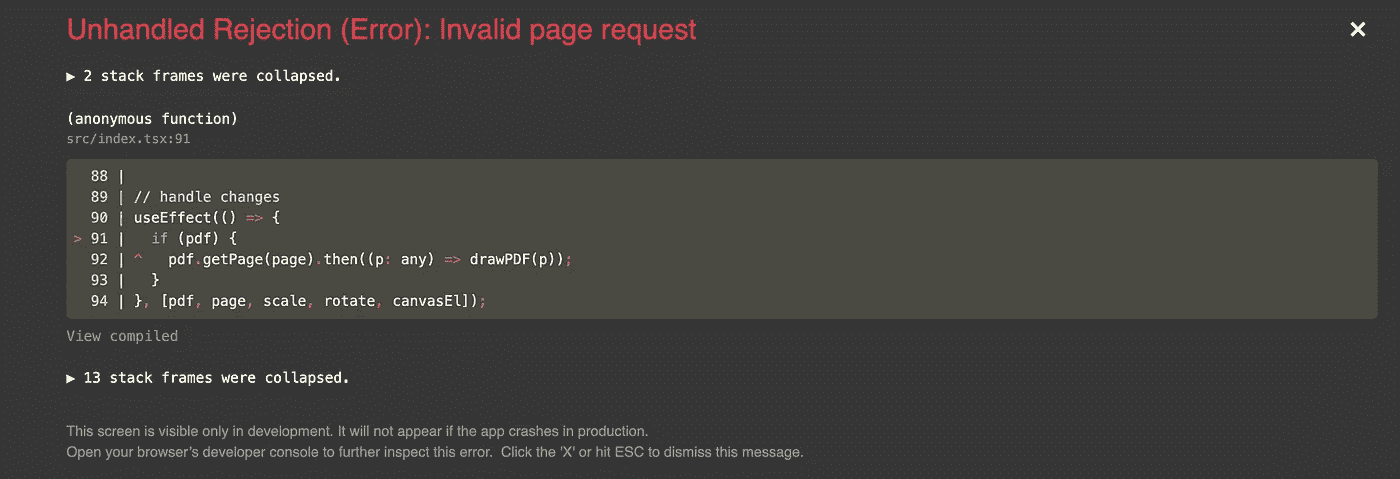 Unhandled Rejection (Error): Invalid page request
×
▶ 2 stack frames were collapsed.
(anonymous function)
src/index.tsx:91
  88 |
  89 | // handle changes
  90 | useEffect(() => {
> 91 |   if (pdf) {
  92 | ^   pdf.getPage(page).then((p: any) => drawPDF(p));
  93 |   }
  94 | }, [pdf, page, scale, rotate, canvasEl]);
View compiled
▶ 13 stack frames were collapsed.
This screen is visible only in development. It will not appear if the app crashes in production.
Open your browser's developer console to further inspect this error.  Click the 'X' or hit ESC to dismiss this message.